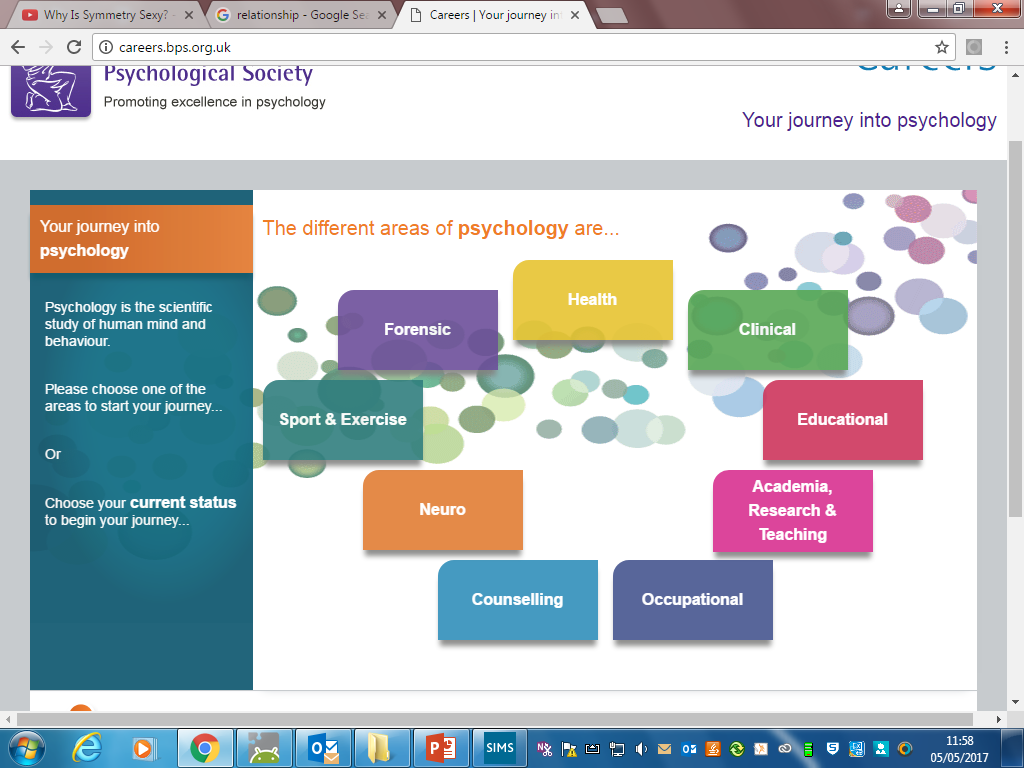 Why Is Symmetry Sexy? -
relationship - Google Sea
Careers | Your journey in
careers.bps.org.uk
Psychological Society
Promoting excellence in psychology
Careers
Your journey into psychology
Your journey into
psychology
Psychology is the scientific
study of human mind and
behaviour.
Please choose one of the
areas to start your journey...
Or
Choose your current status
to begin your journey...
The different areas of psychology are...
Health
Forensic
Clinical
Sport & Exercise
Educational
Neuro
Academia,
Research &
Teaching
Counselling
Occupational
SIMS
11:58
05/05/2017